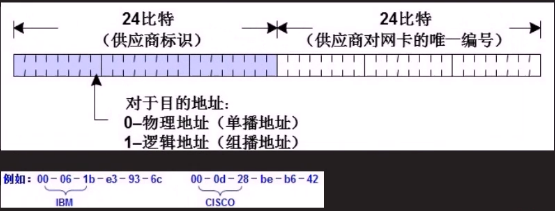 24比特 24比特
（供应商标识） （供应商对网卡的唯一编号）
对于目的地址：
0–物理地址（单播地址）
1–逻辑地址（组播地址）
例如：00-06-1b-e3-93-6c 00-0d-28-be-b6-42
IBM CISCO